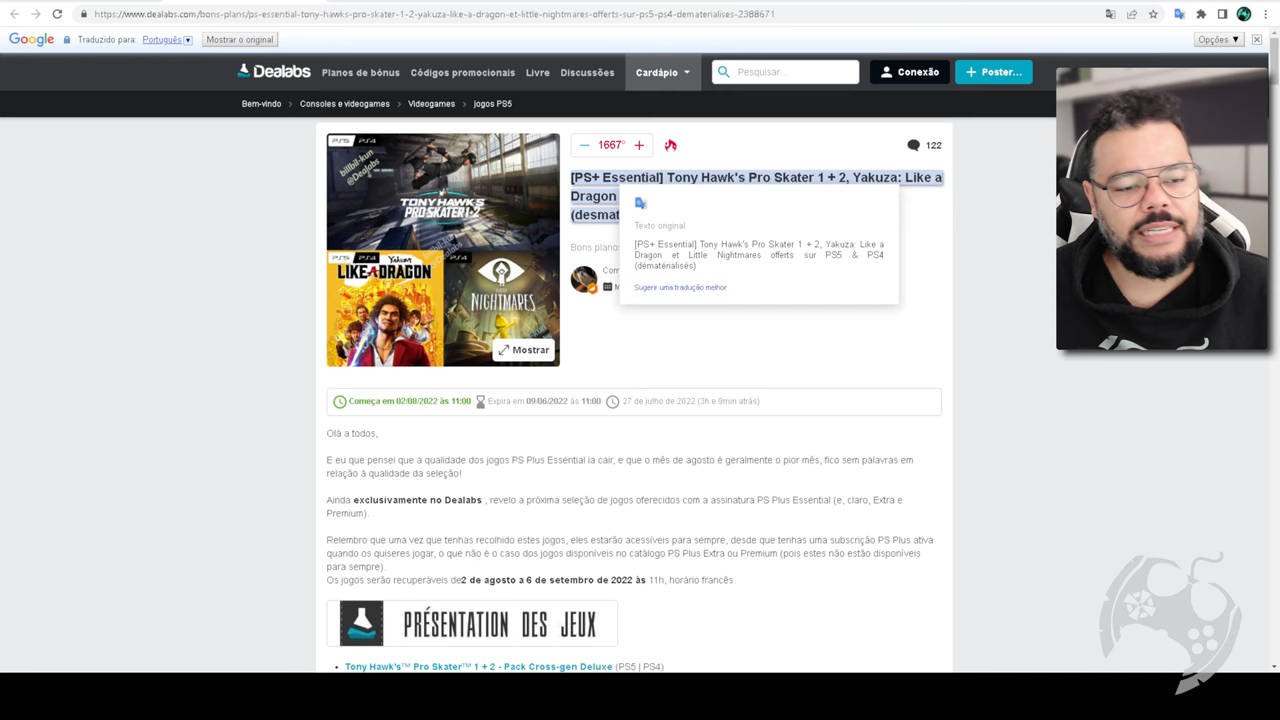 https://www.dealabs.com/bons-plans/ps-essential-tony-hawks-pro-skater-1-2-yakuza-like-a-dragon-et-little-nightmares-offerts-sur-ps5-ps4-dematerialises-2388671
Google Traduzido para: Português Mostrar o original Opções ▼
Dealabs Planos de bónus Códigos promocionais Livre Discussões Cardápio Pesquisar... Conexão + Poster...
Bem-vindo > Consoles e videogames > Videogames > jogos PS5
PS5 PS4
billbil-kun
@Dealabs
TONY HAWK'S
PRO SKATER 1+2
PS5 PS4
Yakuza
LIKE A DRAGON
PS4
LITTLE
NIGHTMARES
Mostrar
− 1667° + 122
[PS+ Essential] Tony Hawk's Pro Skater 1 + 2, Yakuza: Like a
Dragon
(desmat
Texto original
[PS+ Essential] Tony Hawk's Pro Skater 1 + 2, Yakuza: Like a
Dragon et Little Nightmares offerts sur PS5 & PS4
(dématérialisés)
Sugerir uma tradução melhor
Bons planos
Com
Começa em 02/08/2022 às 11:00 Expira em 09/06/2022 às 11:00 27 de julho de 2022 (3h e 9min atrás)
Olá a todos,
E eu que pensei que a qualidade dos jogos PS Plus Essential ia cair, e que o mês de agosto é geralmente o pior mês, fico sem palavras em
relação à qualidade da seleção!
Ainda exclusivamente no Dealabs , revelo a próxima seleção de jogos oferecidos com a assinatura PS Plus Essential (e, claro, Extra e
Premium).
Relembro que uma vez que tenhas recolhido estes jogos, eles estarão acessíveis para sempre, desde que tenhas uma subscrição PS Plus ativa
quando os quiseres jogar, o que não é o caso dos jogos disponíveis no catálogo PS Plus Extra ou Premium (pois estes não estão disponíveis
para sempre).
Os jogos serão recuperáveis de2 de agosto a 6 de setembro de 2022 às 11h, horário francês.
PRÉSENTATION DES JEUX
• Tony Hawk's™ Pro Skater™ 1 + 2 - Pack Cross-gen Deluxe (PS5 | PS4)